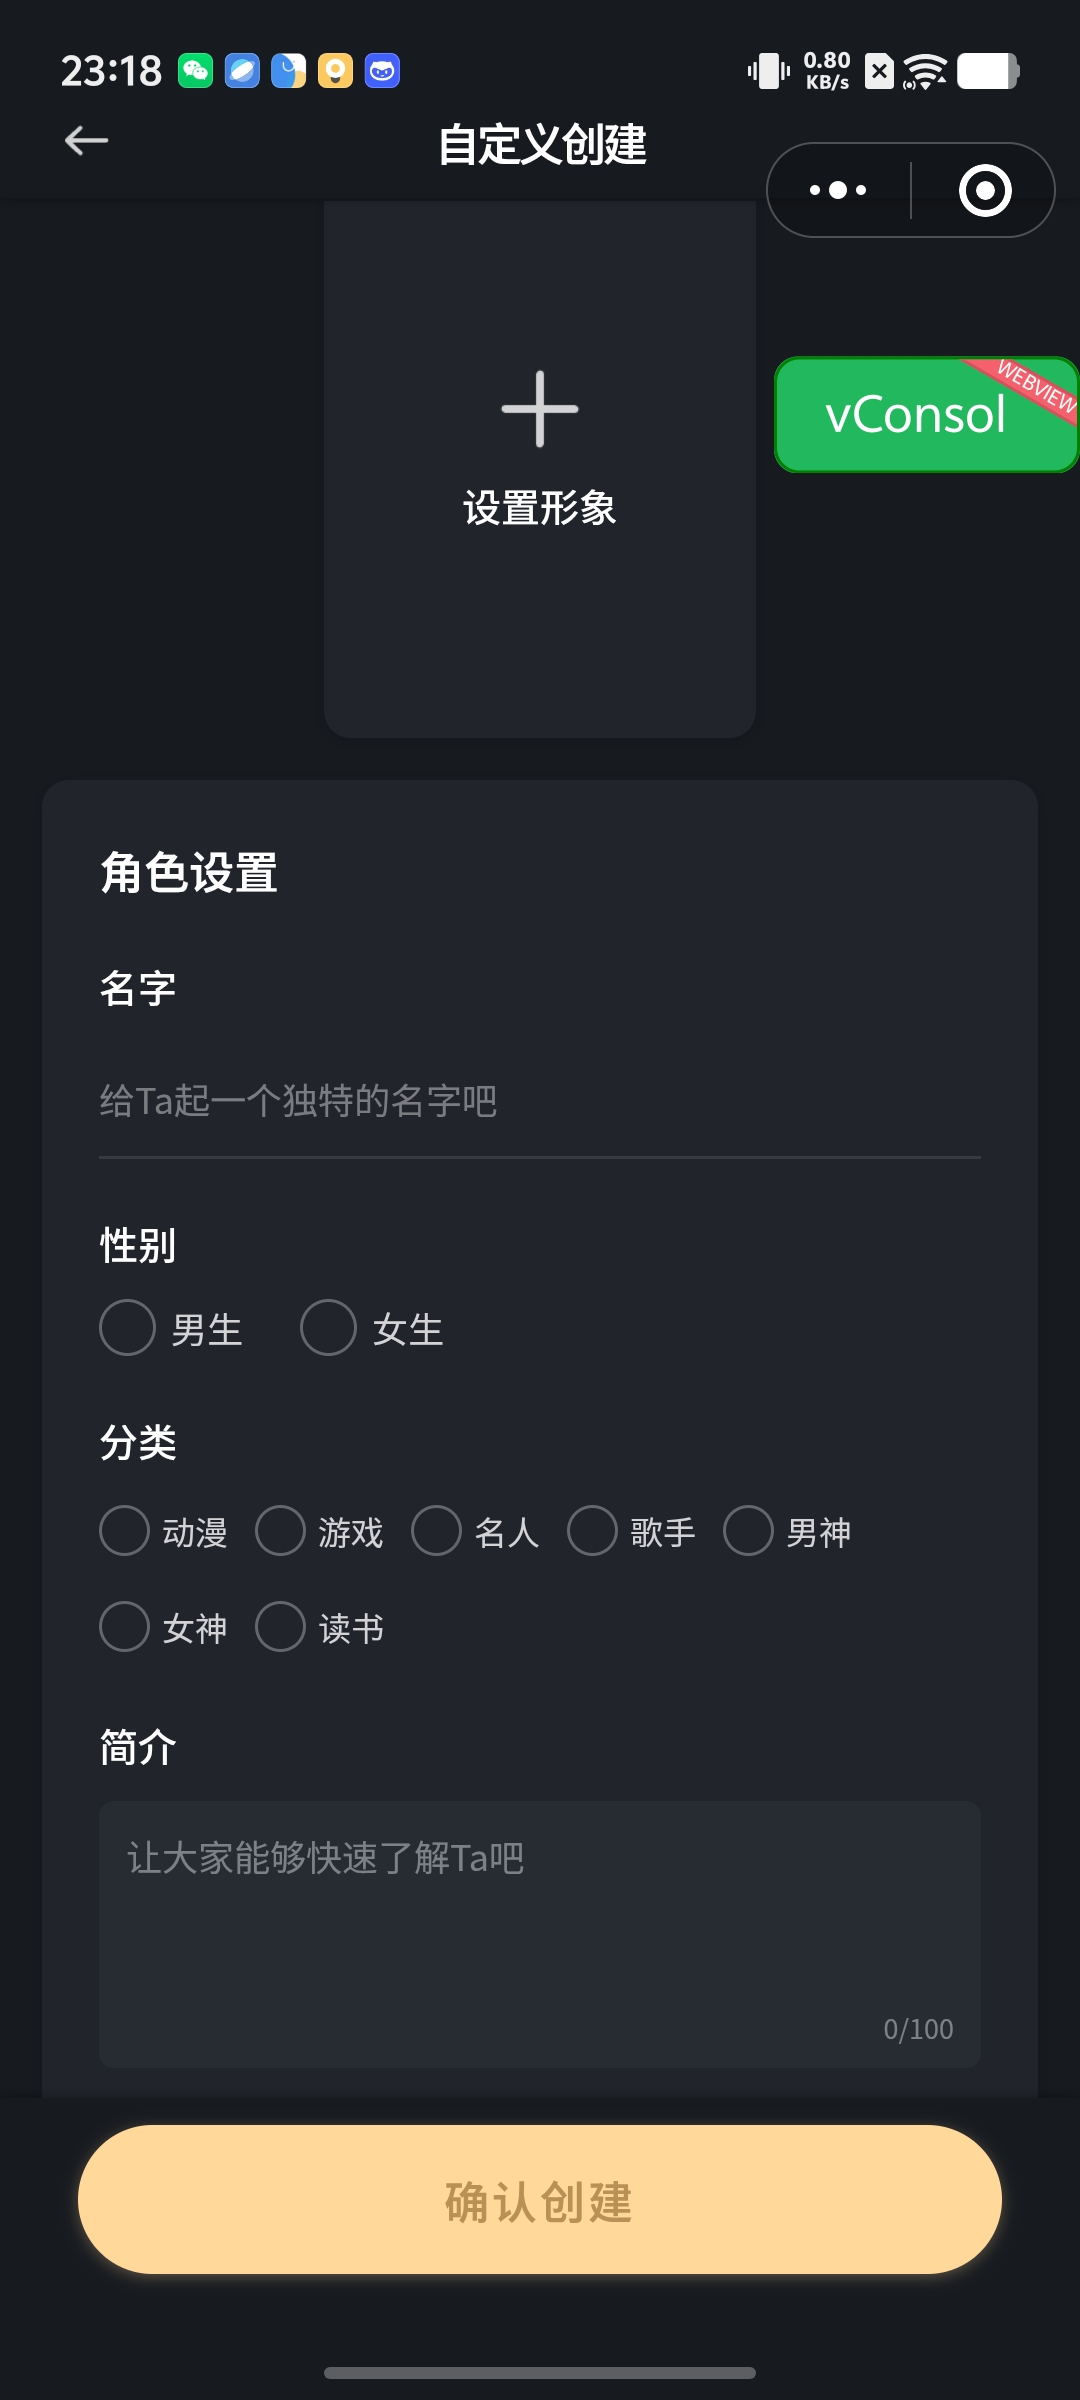 23:18
0.80
KB/s
自定义创建
WEBVIEW
vConsol
设置形象
角色设置
名字
给Ta起一个独特的名字吧
性别
男生 女生
分类
动漫 游戏 名人 歌手 男神
女神 读书
简介
让大家能够快速了解Ta吧
0/100
确认创建